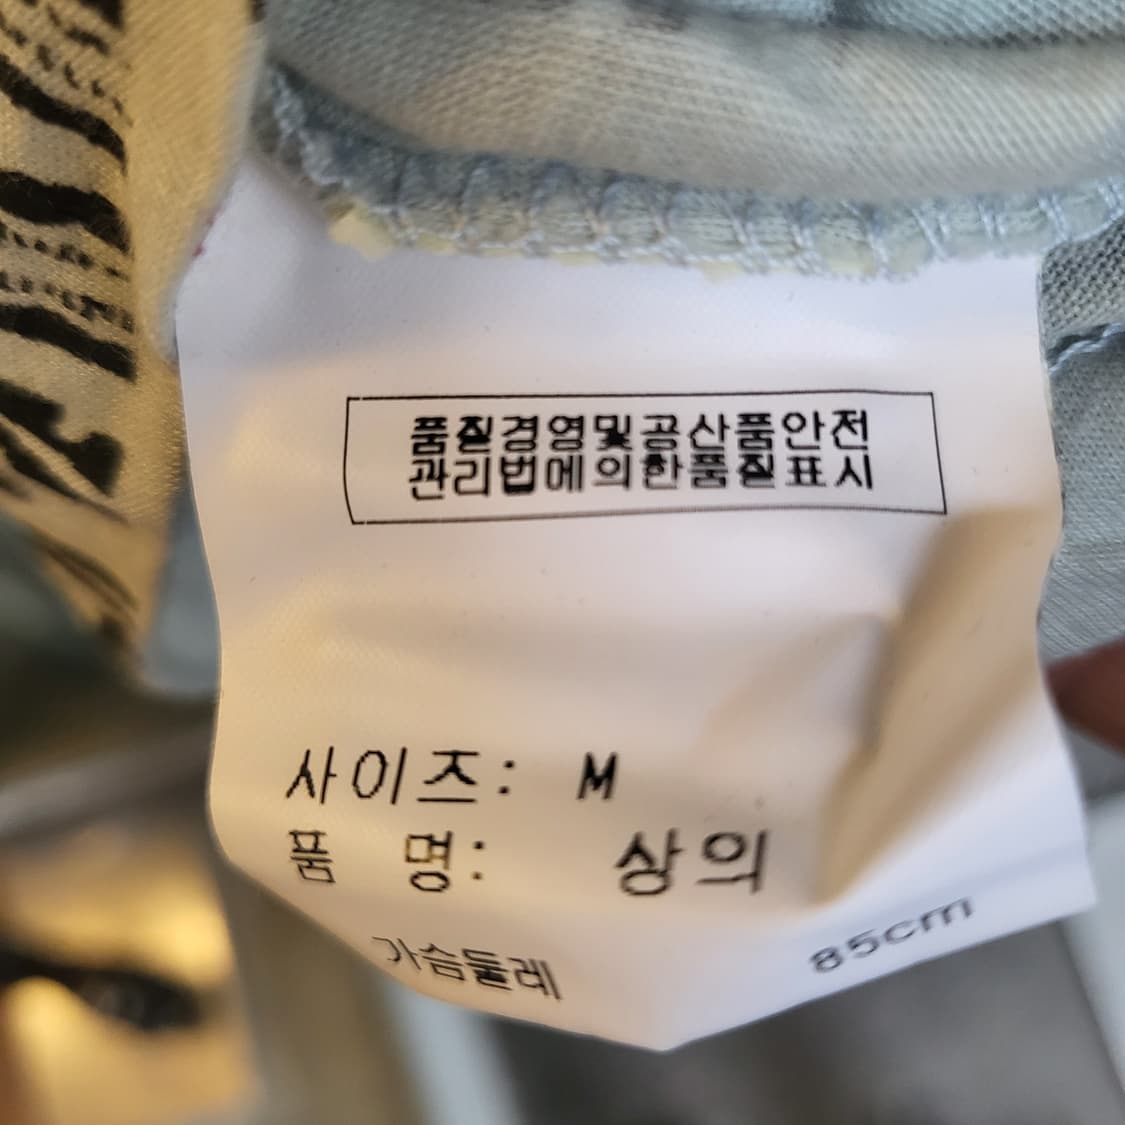 품질경영및공산품안전
관리법에의한품질표시
사이즈: M
품 명: 상의
가슴둘레 85cm